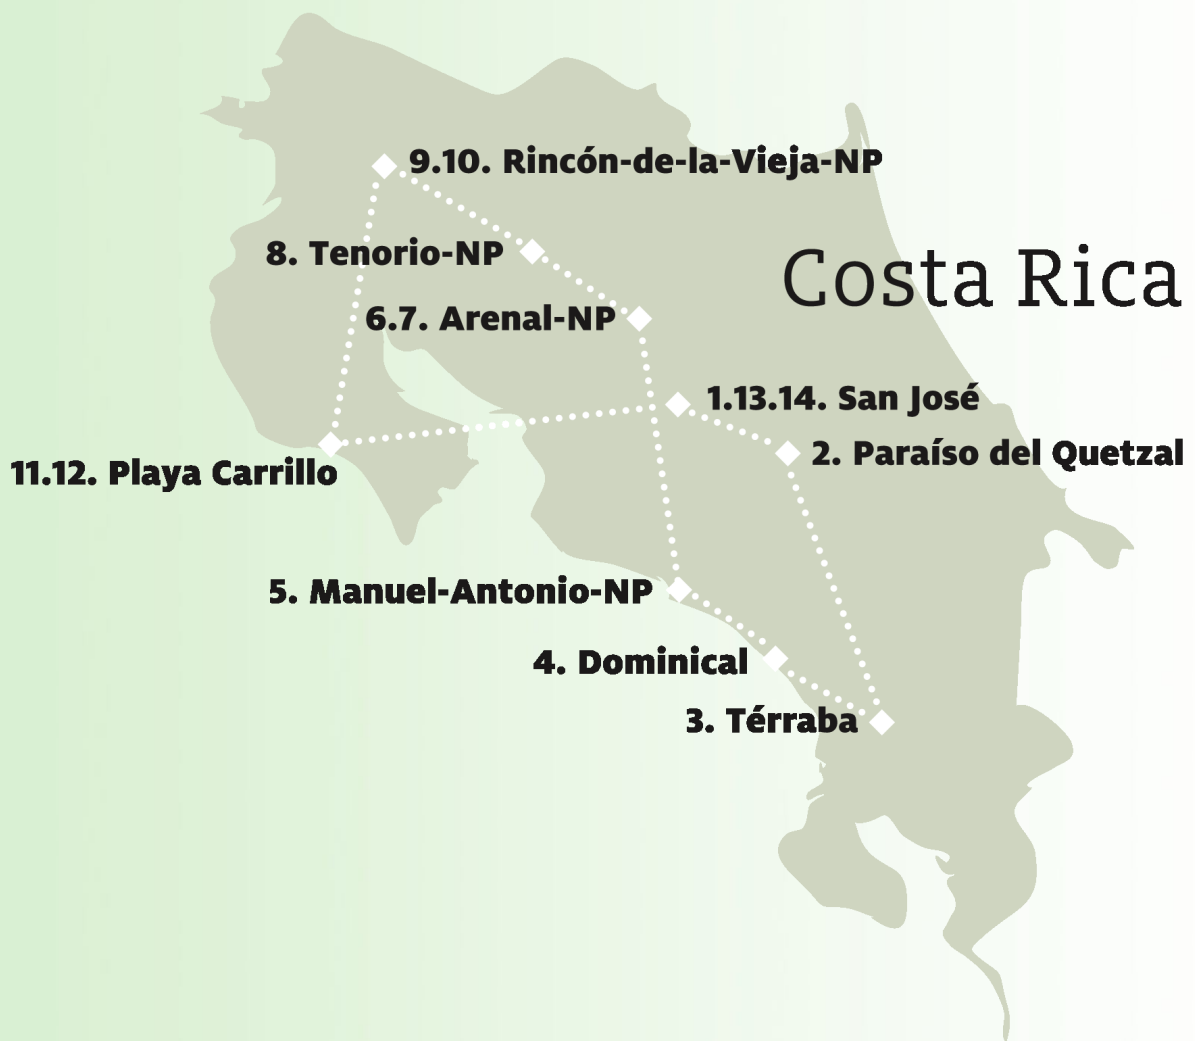 9.10. Rincón-de-la-Vieja-NP
8. Tenorio-NP
Costa Rica
6.7. Arenal-NP
1.13.14. San José
2. Paraíso del Quetzal
11.12. Playa Carrillo
5. Manuel-Antonio-NP
4. Dominical
3. Térraba